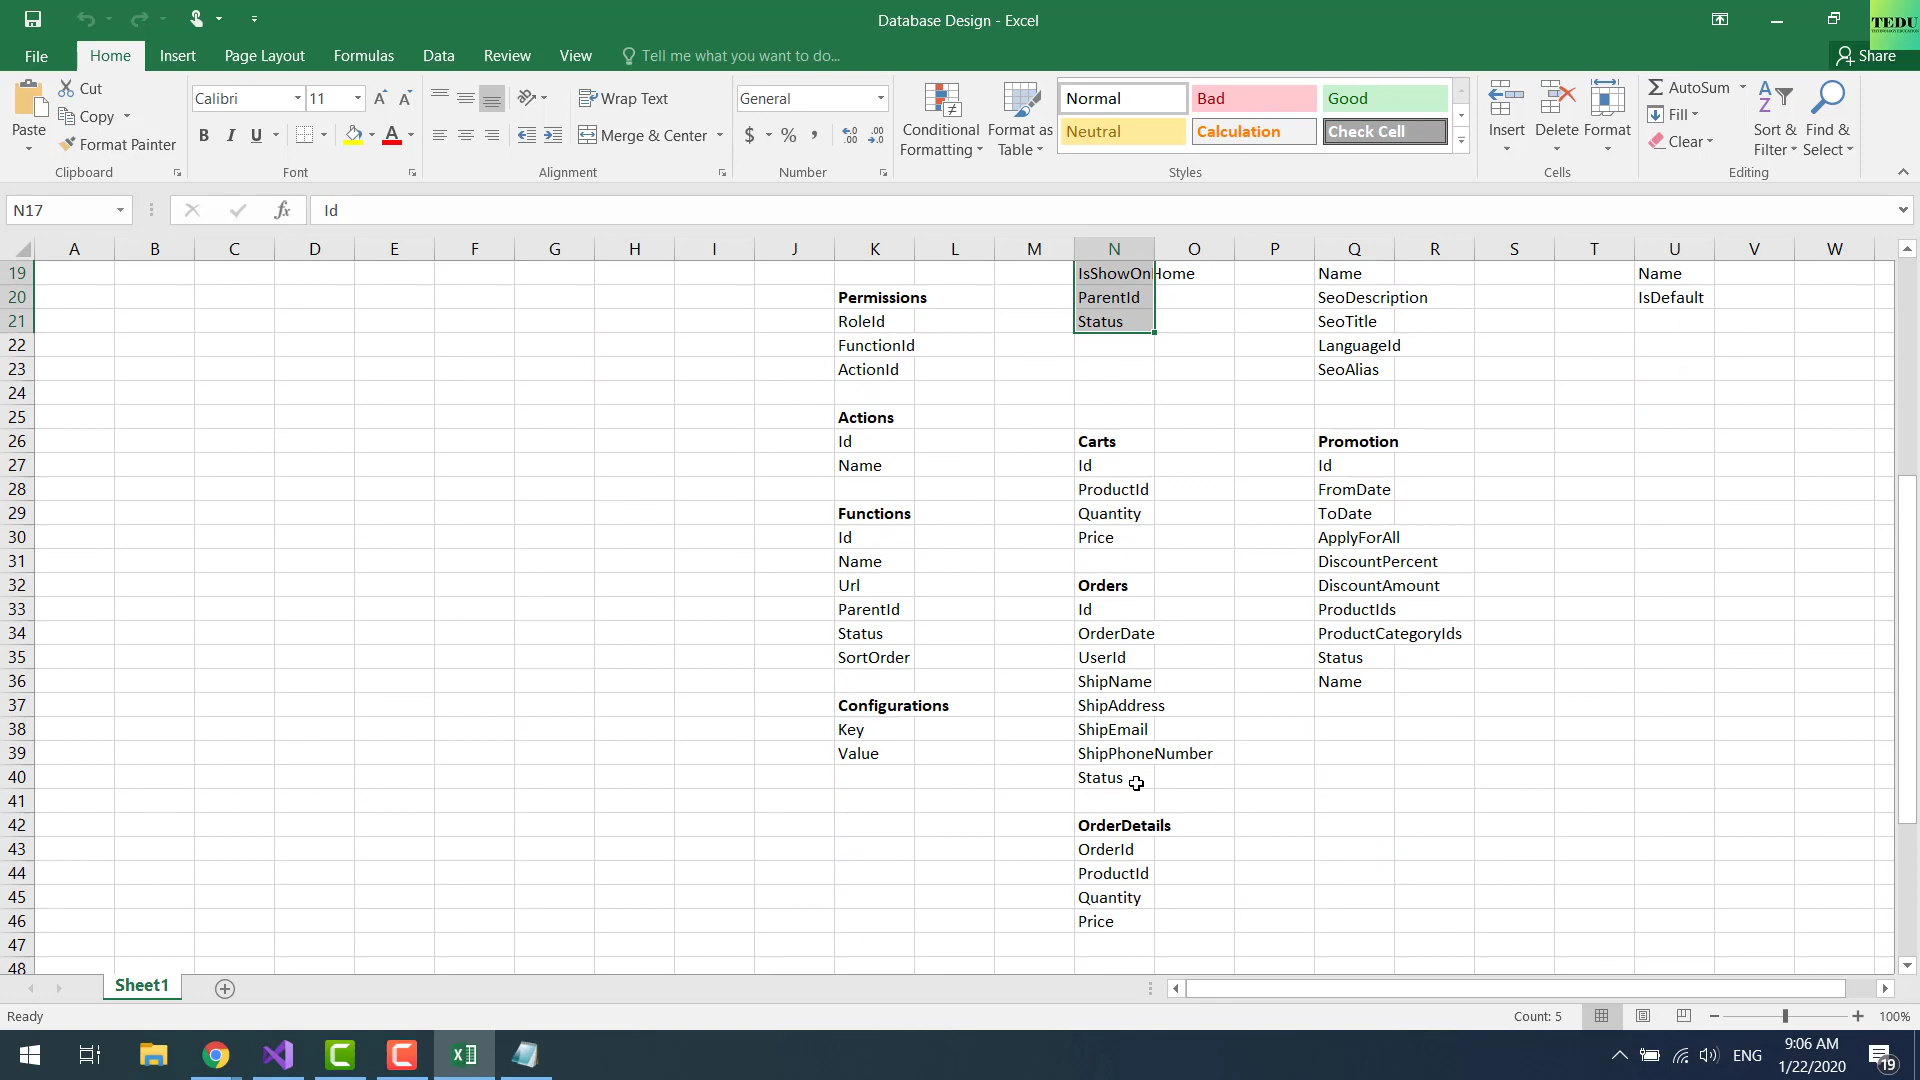 Database Design - Excel
TEDU
File Home Insert Page Layout Formulas Data Review View Tell me what you want to do... Share
Paste
Cut
Copy
Format Painter
Clipboard
Calibri 11
B I U
Font
Wrap Text
Merge & Center
Alignment
General
$ % ,
Number
Conditional Formatting
Format as Table
Normal Bad Good
Neutral Calculation Check Cell
Styles
Insert Delete Format
Cells
AutoSum
Fill
Clear
Sort & Filter
Find & Select
Editing
N17 fx Id
A B C D E F G H I J K L M N O P Q R S T U V W
19 IsShowOnHome Name Name
20 Permissions ParentId SeoDescription IsDefault
21 RoleId Status SeoTitle
22 FunctionId LanguageId
23 ActionId SeoAlias
24
25 Actions
26 Id Carts Promotion
27 Name Id Id
28 ProductId FromDate
29 Functions Quantity ToDate
30 Id Price ApplyForAll
31 Name DiscountPercent
32 Url Orders DiscountAmount
33 ParentId Id ProductIds
34 Status OrderDate ProductCategoryIds
35 SortOrder UserId Status
36 ShipName Name
37 Configurations ShipAddress
38 Key ShipEmail
39 Value ShipPhoneNumber
40 Status
41
42 OrderDetails
43 OrderId
44 ProductId
45 Quantity
46 Price
47
48
Sheet1
Ready Count: 5 100%
ENG 9:06 AM
1/22/2020 19